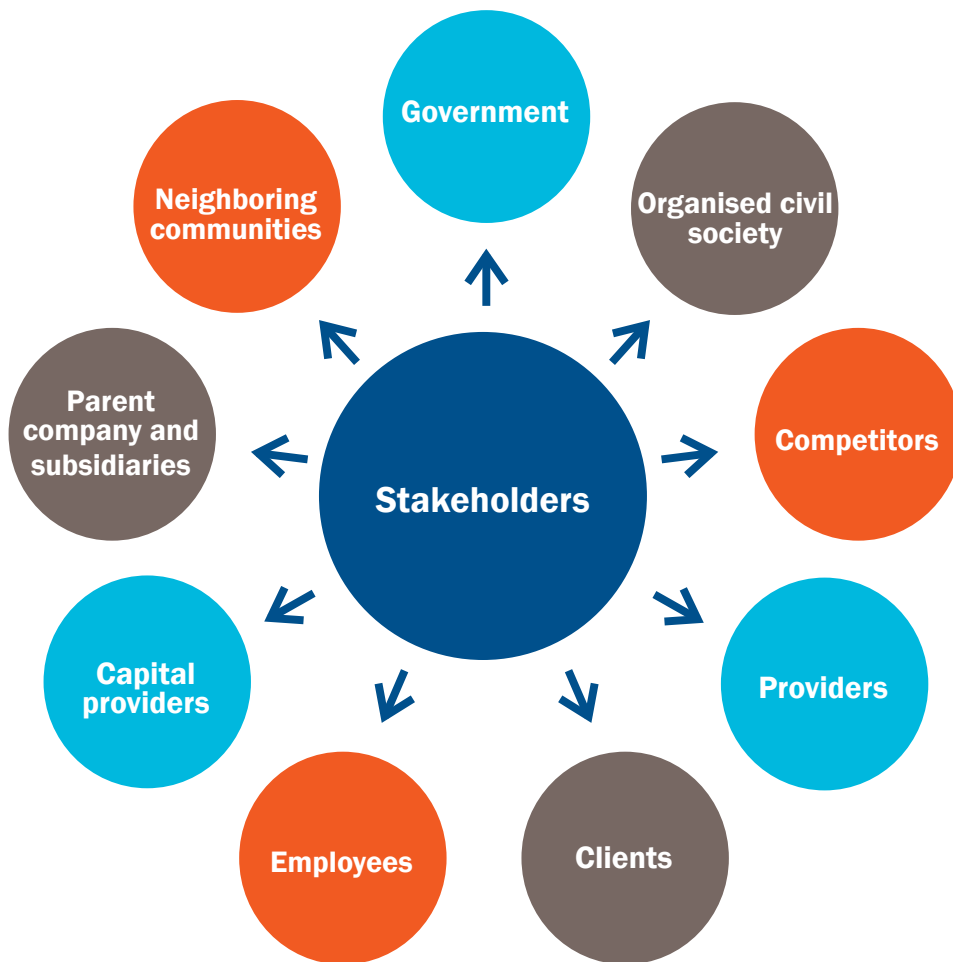 Government
Neighboring
communities
Organised civil
society
Parent
company and
subsidiaries
Competitors
Stakeholders
Capital
providers
Providers
Employees
Clients